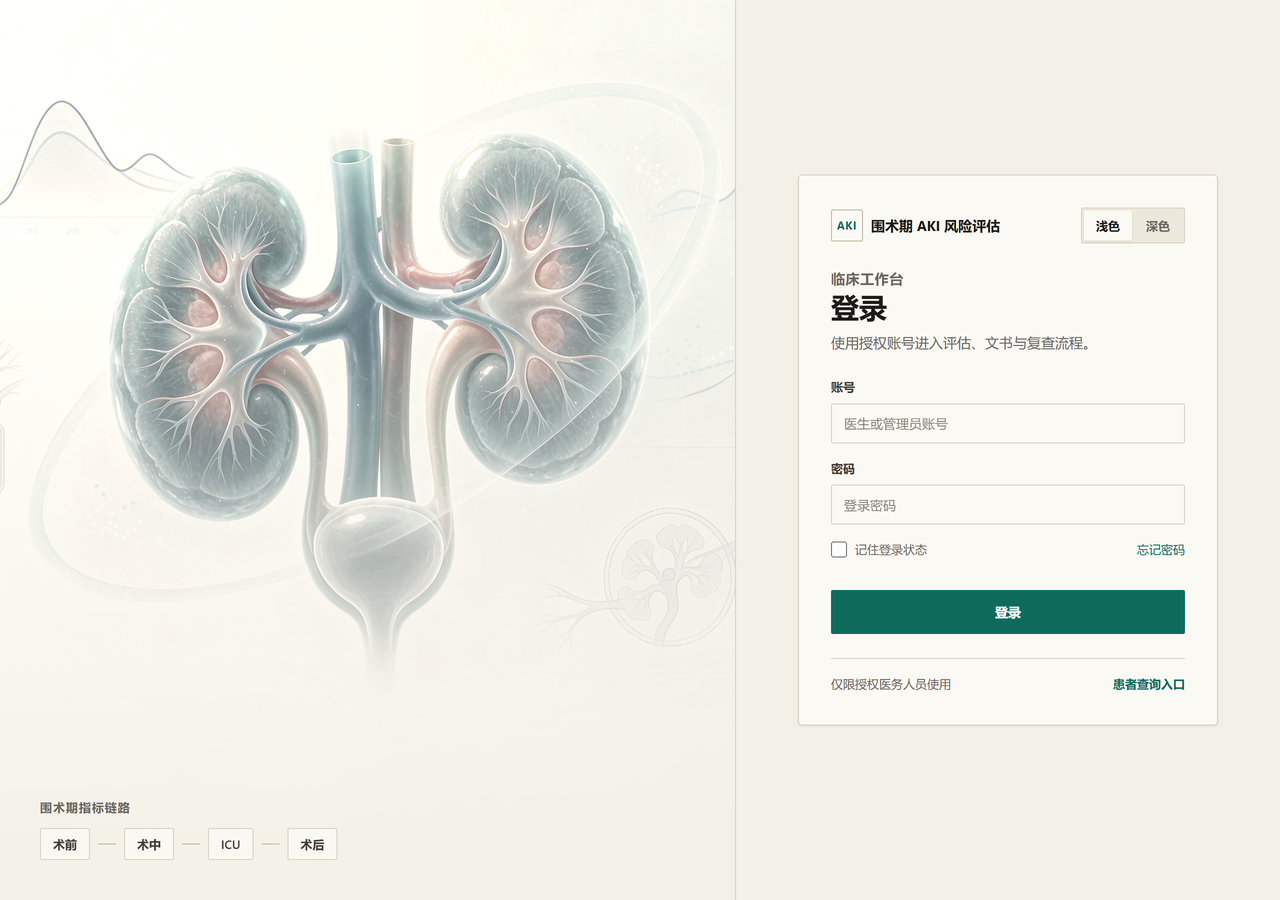 围术期指标链路
术前 — 术中 — ICU — 术后
AKI 围术期 AKI 风险评估
浅色 深色
临床工作台
登录
使用授权账号进入评估、文书与复查流程。
账号
医生或管理员账号
密码
登录密码
记住登录状态 忘记密码
登录
仅限授权医务人员使用 患者查询入口